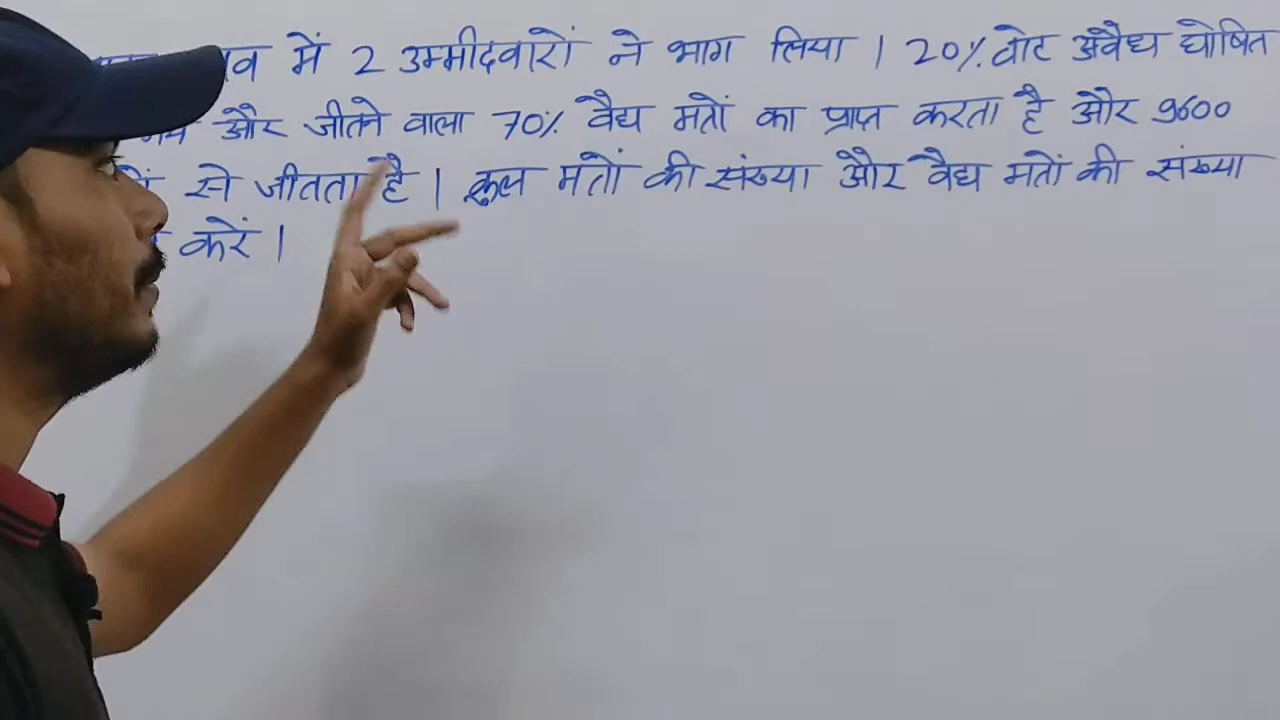 में 2 उम्मीदवारों ने भाग लिया | 20% वोट अवैध घोषित
और जीतने वाला 70% वैध मतों का प्राप्त करता है और 9600
से जीतता है | कुल मतों की संख्या और वैध मतों की संख्या
करें |